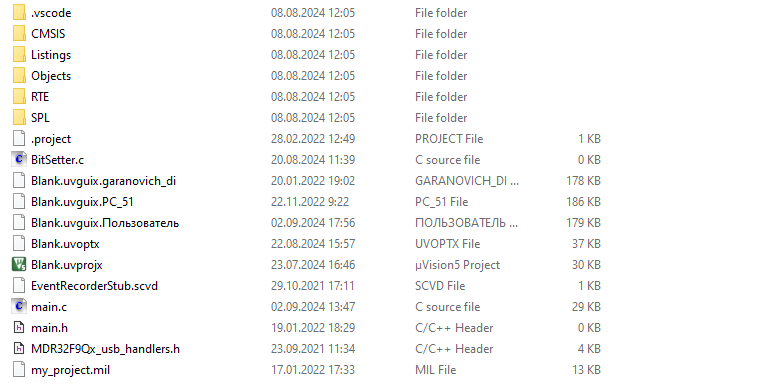 .vscode 08.08.2024 12:05 File folder
CMSIS 08.08.2024 12:05 File folder
Listings 08.08.2024 12:05 File folder
Objects 08.08.2024 12:05 File folder
RTE 08.08.2024 12:05 File folder
SPL 08.08.2024 12:05 File folder
.project 28.02.2022 12:49 PROJECT File 1 KB
BitSetter.c 20.08.2024 11:39 C source file 0 KB
Blank.uvguix.garanovich_di 20.01.2022 19:02 GARANOVICH_DI ... 178 KB
Blank.uvguix.PC_51 22.11.2022 9:22 PC_51 File 186 KB
Blank.uvguix.Пользователь 02.09.2024 17:56 ПОЛЬЗОВАТЕЛЬ ... 179 KB
Blank.uvoptx 22.08.2024 15:57 UVOPTX File 37 KB
Blank.uvprojx 23.07.2024 16:46 µVision5 Project 30 KB
EventRecorderStub.scvd 29.10.2021 17:11 SCVD File 1 KB
main.c 02.09.2024 13:47 C source file 29 KB
main.h 19.01.2022 18:29 C/C++ Header 0 KB
MDR32F9Qx_usb_handlers.h 23.09.2021 11:34 C/C++ Header 4 KB
my_project.mil 17.01.2022 17:33 MIL File 13 KB